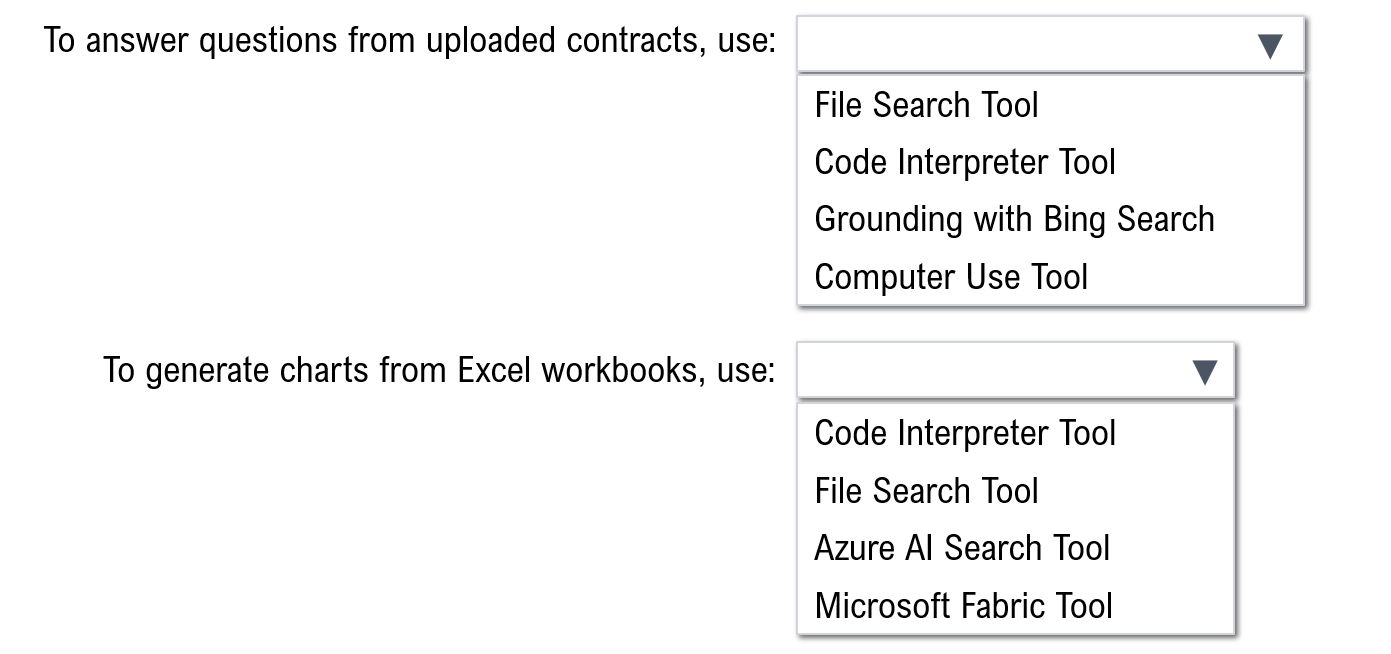 To answer questions from uploaded contracts, use:
File Search Tool
Code Interpreter Tool
Grounding with Bing Search
Computer Use Tool
To generate charts from Excel workbooks, use:
Code Interpreter Tool
File Search Tool
Azure AI Search Tool
Microsoft Fabric Tool